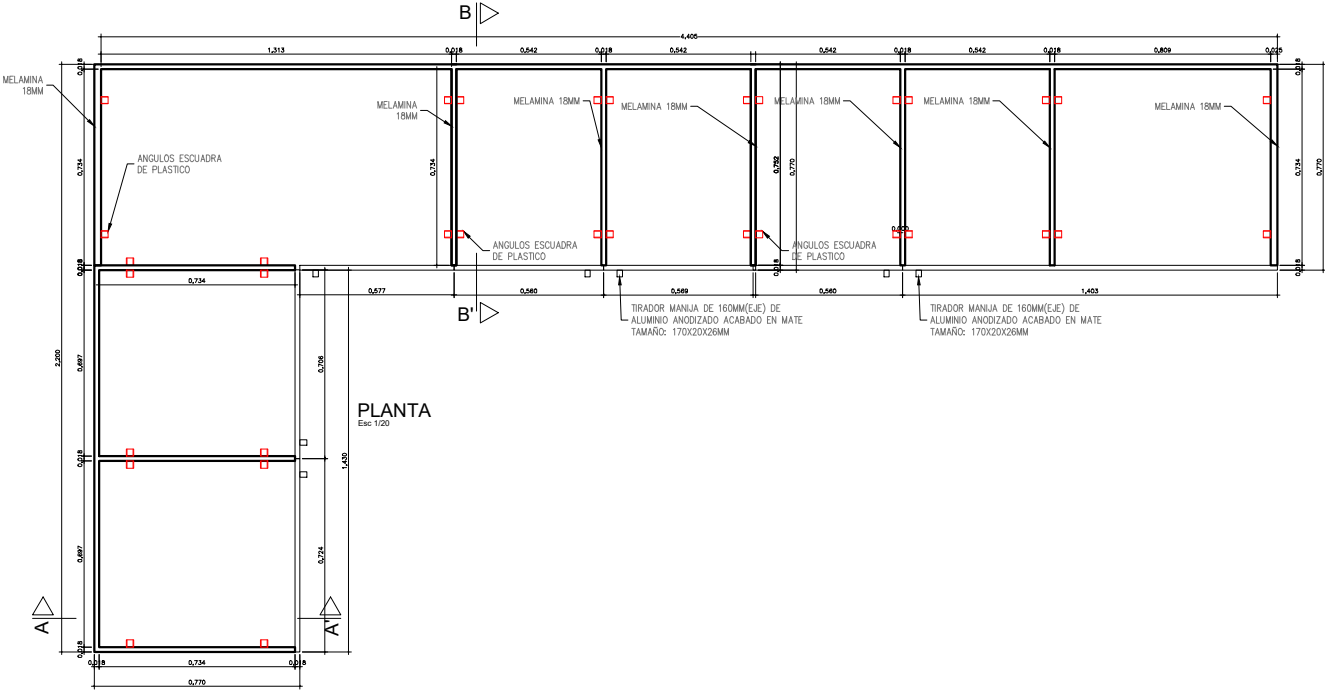 B
4,405
1,313
0,018
0,542
0,018
0,542
0,542
0,018
0,542
0,018
0,809
0,025
0,018
0,018
0,770
MELAMINA
18MM
MELAMINA
18MM
MELAMINA 18MM
MELAMINA 18MM
MELAMINA 18MM
MELAMINA 18MM
MELAMINA 18MM
ANGULOS ESCUADRA
DE PLASTICO
0,734
0,734
0,770
0,734
ANGULOS ESCUADRA
DE PLASTICO
ANGULOS ESCUADRA
DE PLASTICO
0,018
0,018
0,018
0,734
0,577
0,560
0,569
0,560
1,403
B'
TIRADOR MANIJA DE 160MM(EJE) DE
ALUMINIO ANODIZADO ACABADO EN MATE
TAMAÑO: 170X20X26MM
TIRADOR MANIJA DE 160MM(EJE) DE
ALUMINIO ANODIZADO ACABADO EN MATE
TAMAÑO: 170X20X26MM
2,200
0,697
0,706
PLANTA
Esc 1/20
0,018
1,430
0,697
0,724
A
A'
0,018
0,018
0,734
0,018
0,770